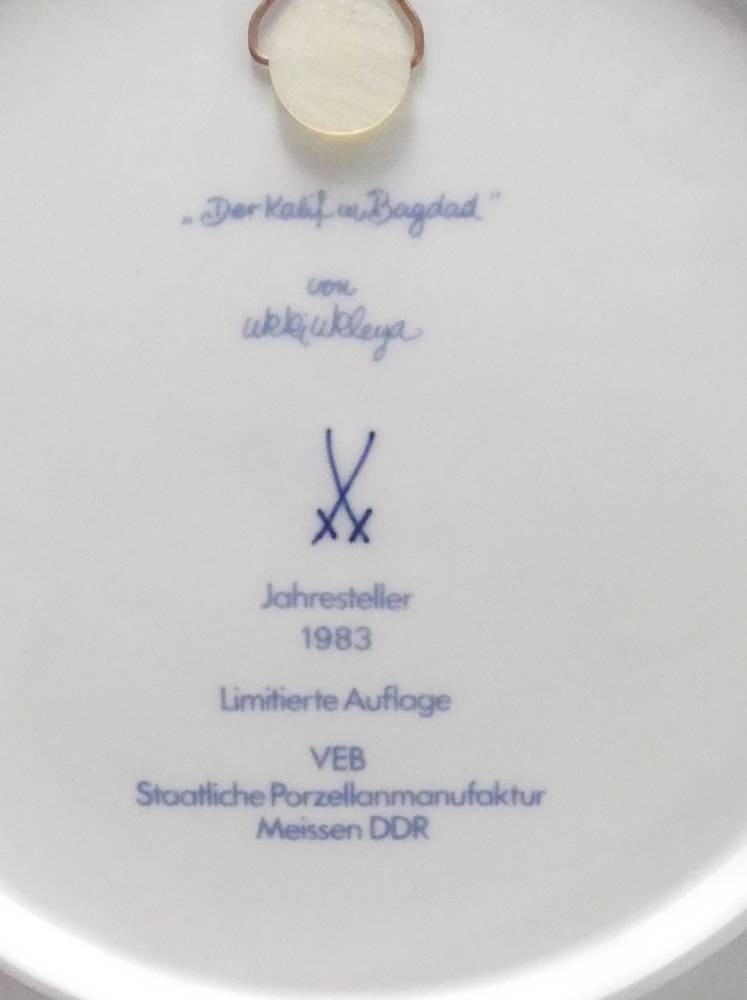 „Der Kalif in Bagdad“
von
Jahresteller
1983
Limitierte Auflage
VEB
Staatliche Porzellanmanufaktur
Meissen DDR